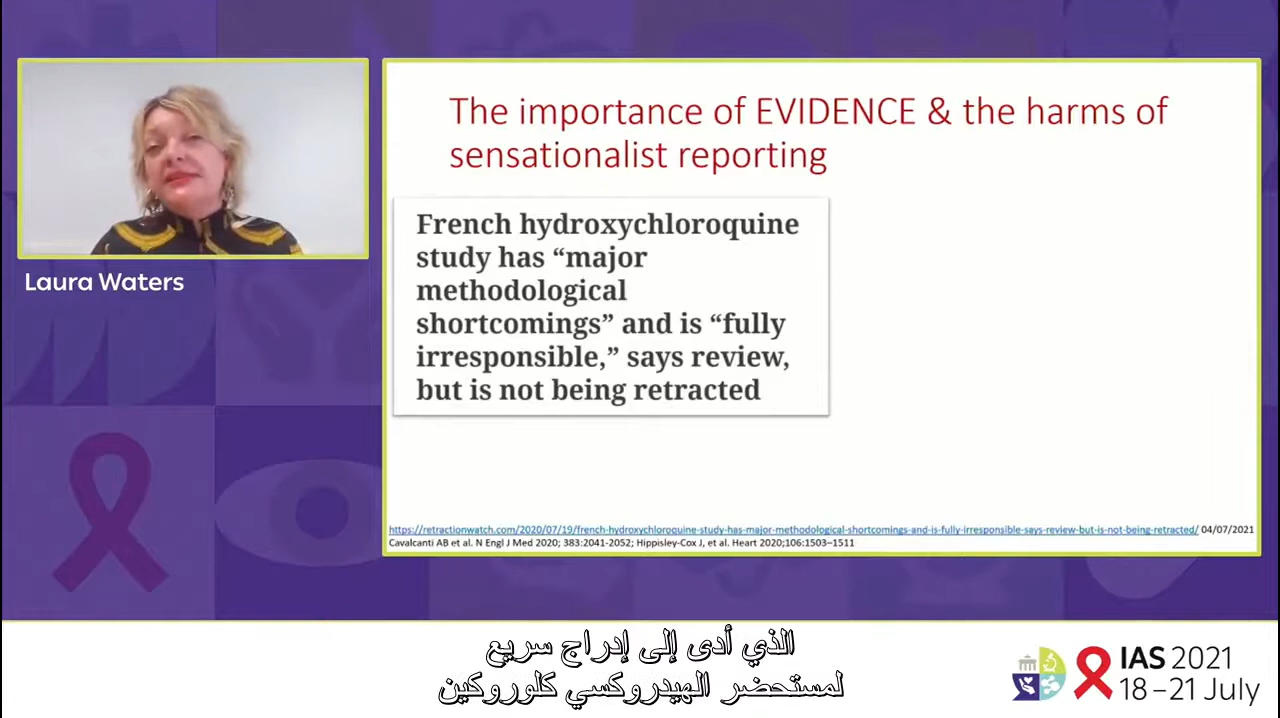 The importance of EVIDENCE & the harms of
sensationalist reporting
French hydroxychloroquine
study has “major
methodological
shortcomings” and is “fully
irresponsible,” says review,
but is not being retracted
Laura Waters
https://retractionwatch.com/2020/07/19/french-hydroxychloroquine-study-has-major-methodological-shortcomings-and-is-fully-irresponsible-says-review-but-is-not-being-retracted/ 04/07/2021
Cavalcanti AB et al. N Engl J Med 2020; 383:2041-2052; Hippisley-Cox J, et al. Heart 2020;106:1503–1511
الذي أدى إلى إدراج سريع
لمستحضر الهيدروكسي كلوروكين
IAS 2021
18–21 July